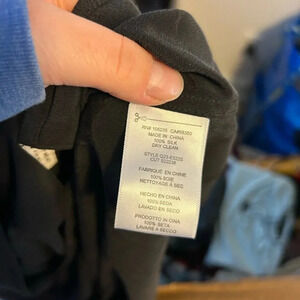 MADE IN CHINA
100% SILK
DRY CLEAN
FABRIQUÉ EN CHINE
100% SOIE
NETTOYAGE À SEC
HECHO EN CHINA
100% SEDA
LAVADO EN SECO
PRODOTTO IN CINA
100% SETA
LAVARE A SECCO